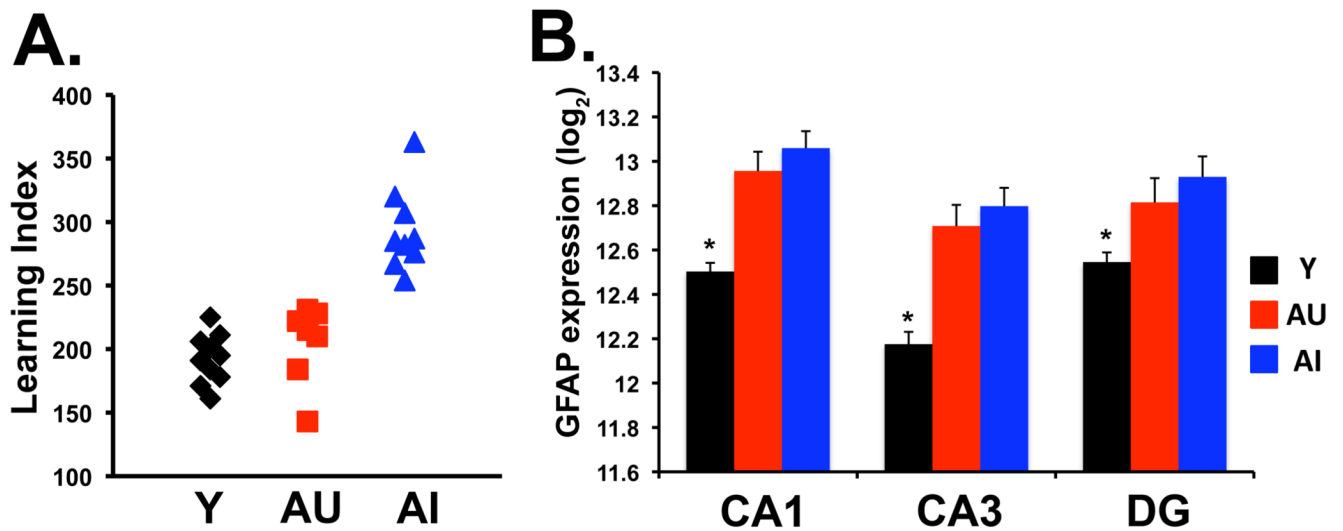 A.
Learning Index
400
350
300
250
200
150
100
Y AU AI
B.
GFAP expression (log2)
13.4
13.2
13
12.8
12.6
12.4
12.2
12
11.8
11.6
* * *
CA1 CA3 DG
Y
AU
AI